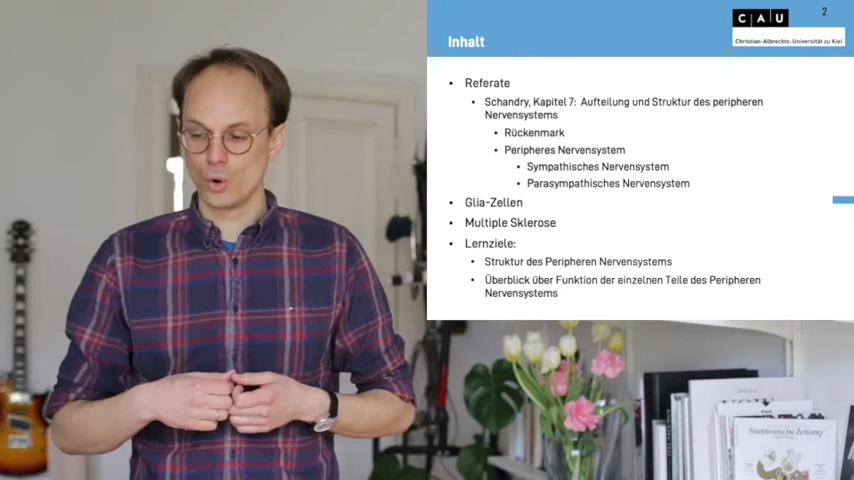 CAU
2
Inhalt
Christian-Albrechts-Universität zu Kiel
• Referate
• Schandry, Kapitel 7: Aufteilung und Struktur des peripheren
Nervensystems
• Rückenmark
• Peripheres Nervensystem
• Sympathisches Nervensystem
• Parasympathisches Nervensystem
• Glia-Zellen
• Multiple Sklerose
• Lernziele:
• Struktur des Peripheren Nervensystems
• Überblick über Funktion der einzelnen Teile des Peripheren
Nervensystems
Süddeutsche Zeitung